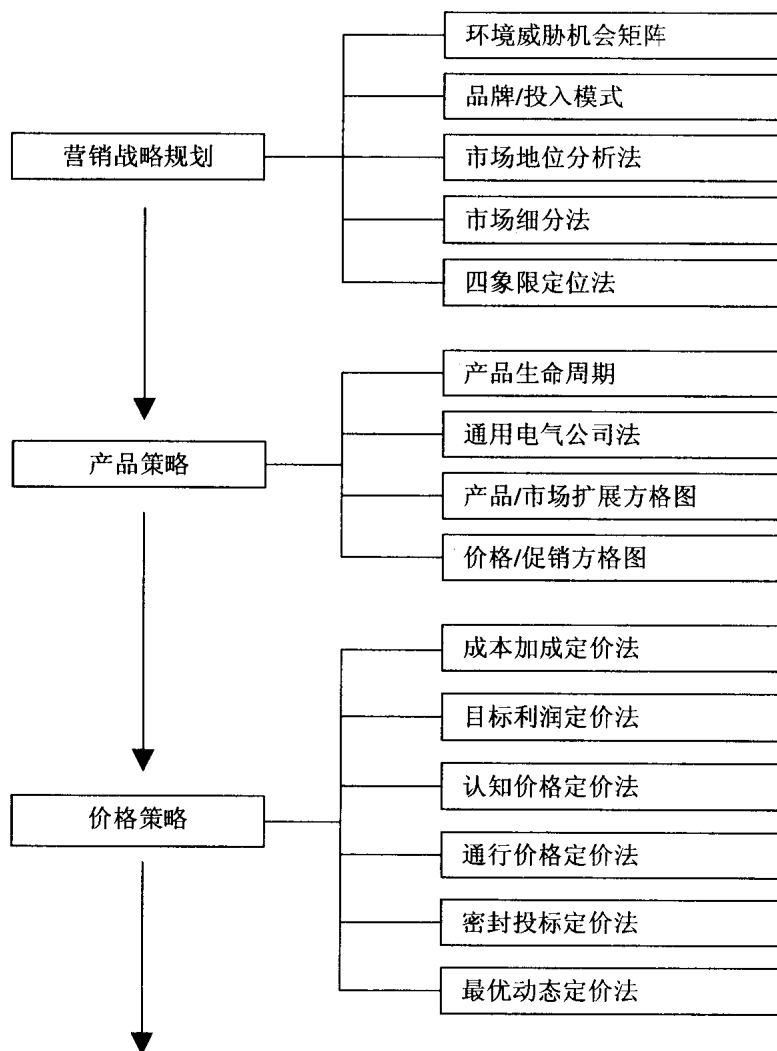 环境威胁机会矩阵
品牌/投入模式
营销战略规划
市场地位分析法
市场细分法
四象限定位法
产品生命周期
通用电气公司法
产品策略
产品/市场扩展方格图
价格/促销方格图
成本加成定价法
目标利润定价法
认知价格定价法
价格策略
通行价格定价法
密封投标定价法
最优动态定价法